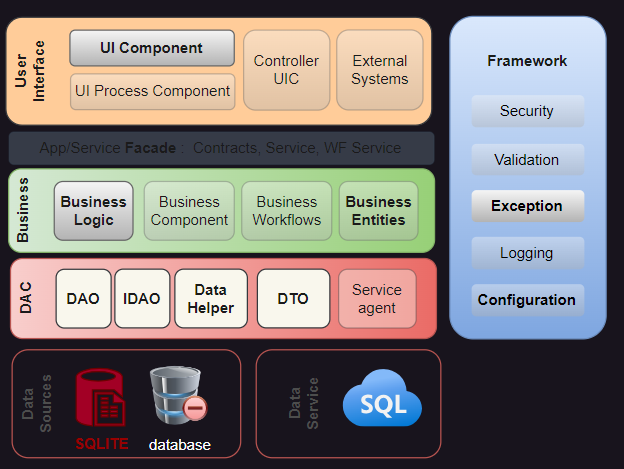 User
Interface
UI Component
UI Process Component
Controller
UIC
External
Systems
App/Service Facade : Contracts, Service, WF Service
Business
Business
Logic
Business
Component
Business
Workflows
Business
Entities
DAC
DAO
IDAO
Data
Helper
DTO
Service
agent
Data
Sources
SQLITE
database
Data
Service
SQL
Framework
Security
Validation
Exception
Logging
Configuration